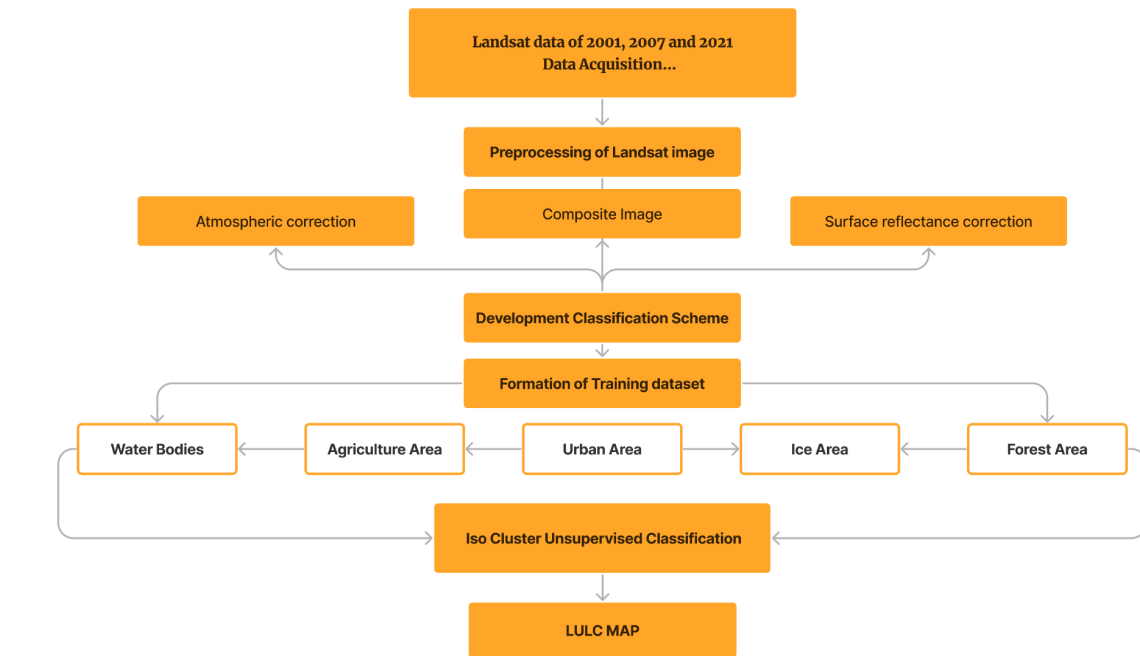 Landsat data of 2001, 2007 and 2021
Data Acquisition...
Preprocessing of Landsat image
Atmospheric correction
Composite Image
Surface reflectance correction
Development Classification Scheme
Formation of Training dataset
Water Bodies
Agriculture Area
Urban Area
Ice Area
Forest Area
Iso Cluster Unsupervised Classification
LULC MAP